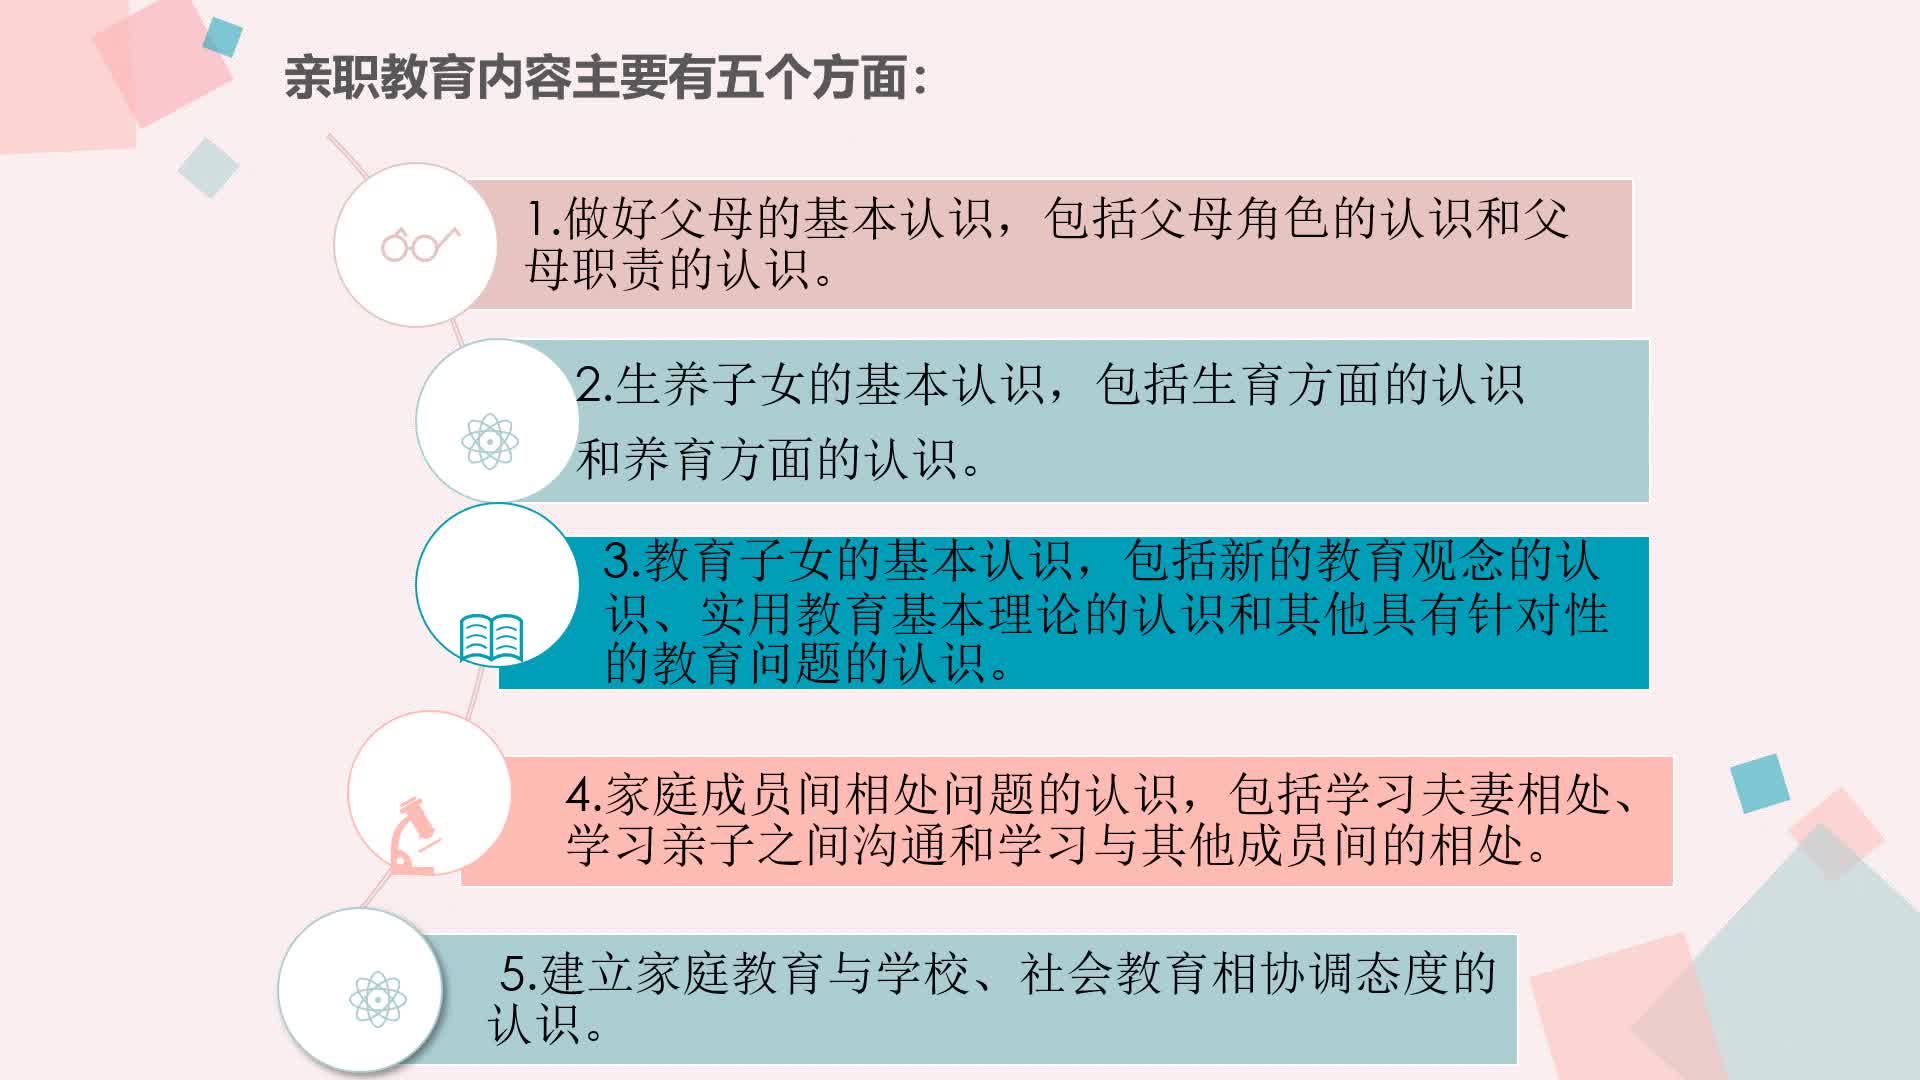 亲职教育内容主要有五个方面：
1.做好父母的基本认识，包括父母角色的认识和父
母职责的认识。
2.生养子女的基本认识，包括生育方面的认识
和养育方面的认识。
3.教育子女的基本认识，包括新的教育观念的认
识、实用教育基本理论的认识和其他具有针对性
的教育问题的认识。
4.家庭成员间相处问题的认识，包括学习夫妻相处、
学习亲子之间沟通和学习与其他成员间的相处。
5.建立家庭教育与学校、社会教育相协调态度的
认识。